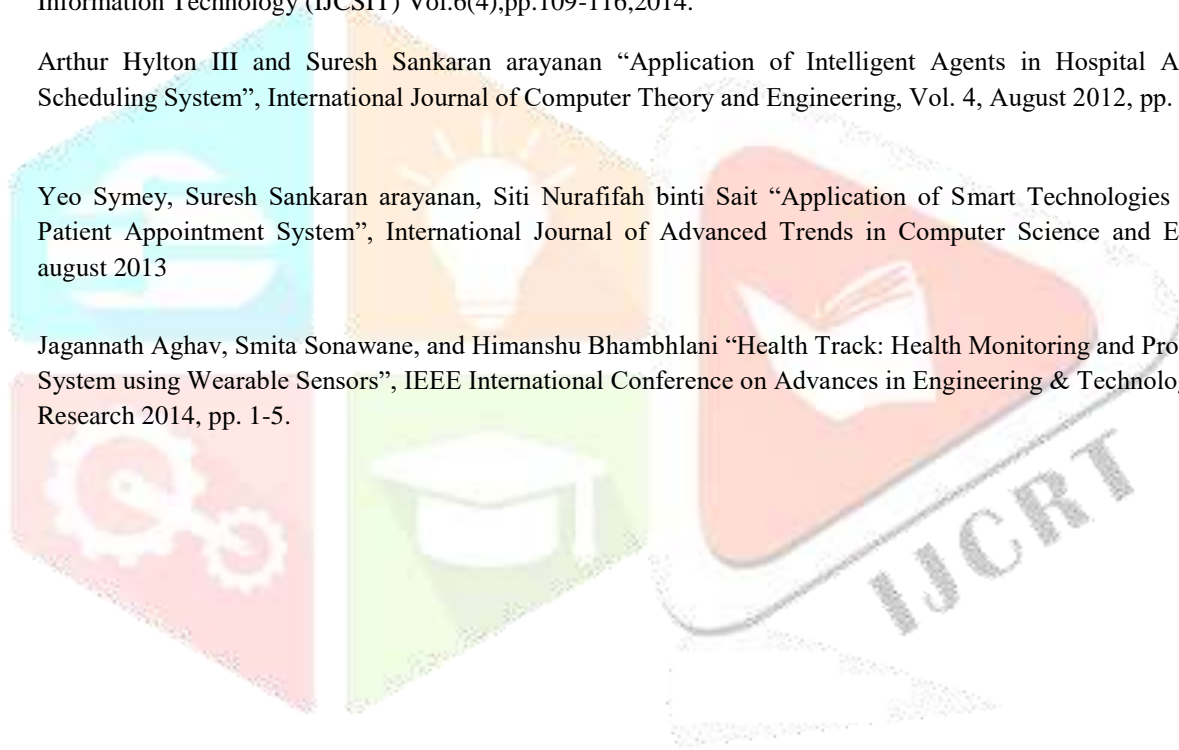 Information Technology (IJCSIT) Vol.6(4),pp.109-116,2014.
Arthur Hylton III and Suresh Sankaran arayanan “Application of Intelligent Agents in Hospital A
Scheduling System”, International Journal of Computer Theory and Engineering, Vol. 4, August 2012, pp.
Yeo Symey, Suresh Sankaran arayanan, Siti Nurafifah binti Sait “Application of Smart Technologies
Patient Appointment System”, International Journal of Advanced Trends in Computer Science and E
august 2013
Jagannath Aghav, Smita Sonawane, and Himanshu Bhambhlani “Health Track: Health Monitoring and Pro
System using Wearable Sensors”, IEEE International Conference on Advances in Engineering & Technolog
Research 2014, pp. 1-5.
IJCRT